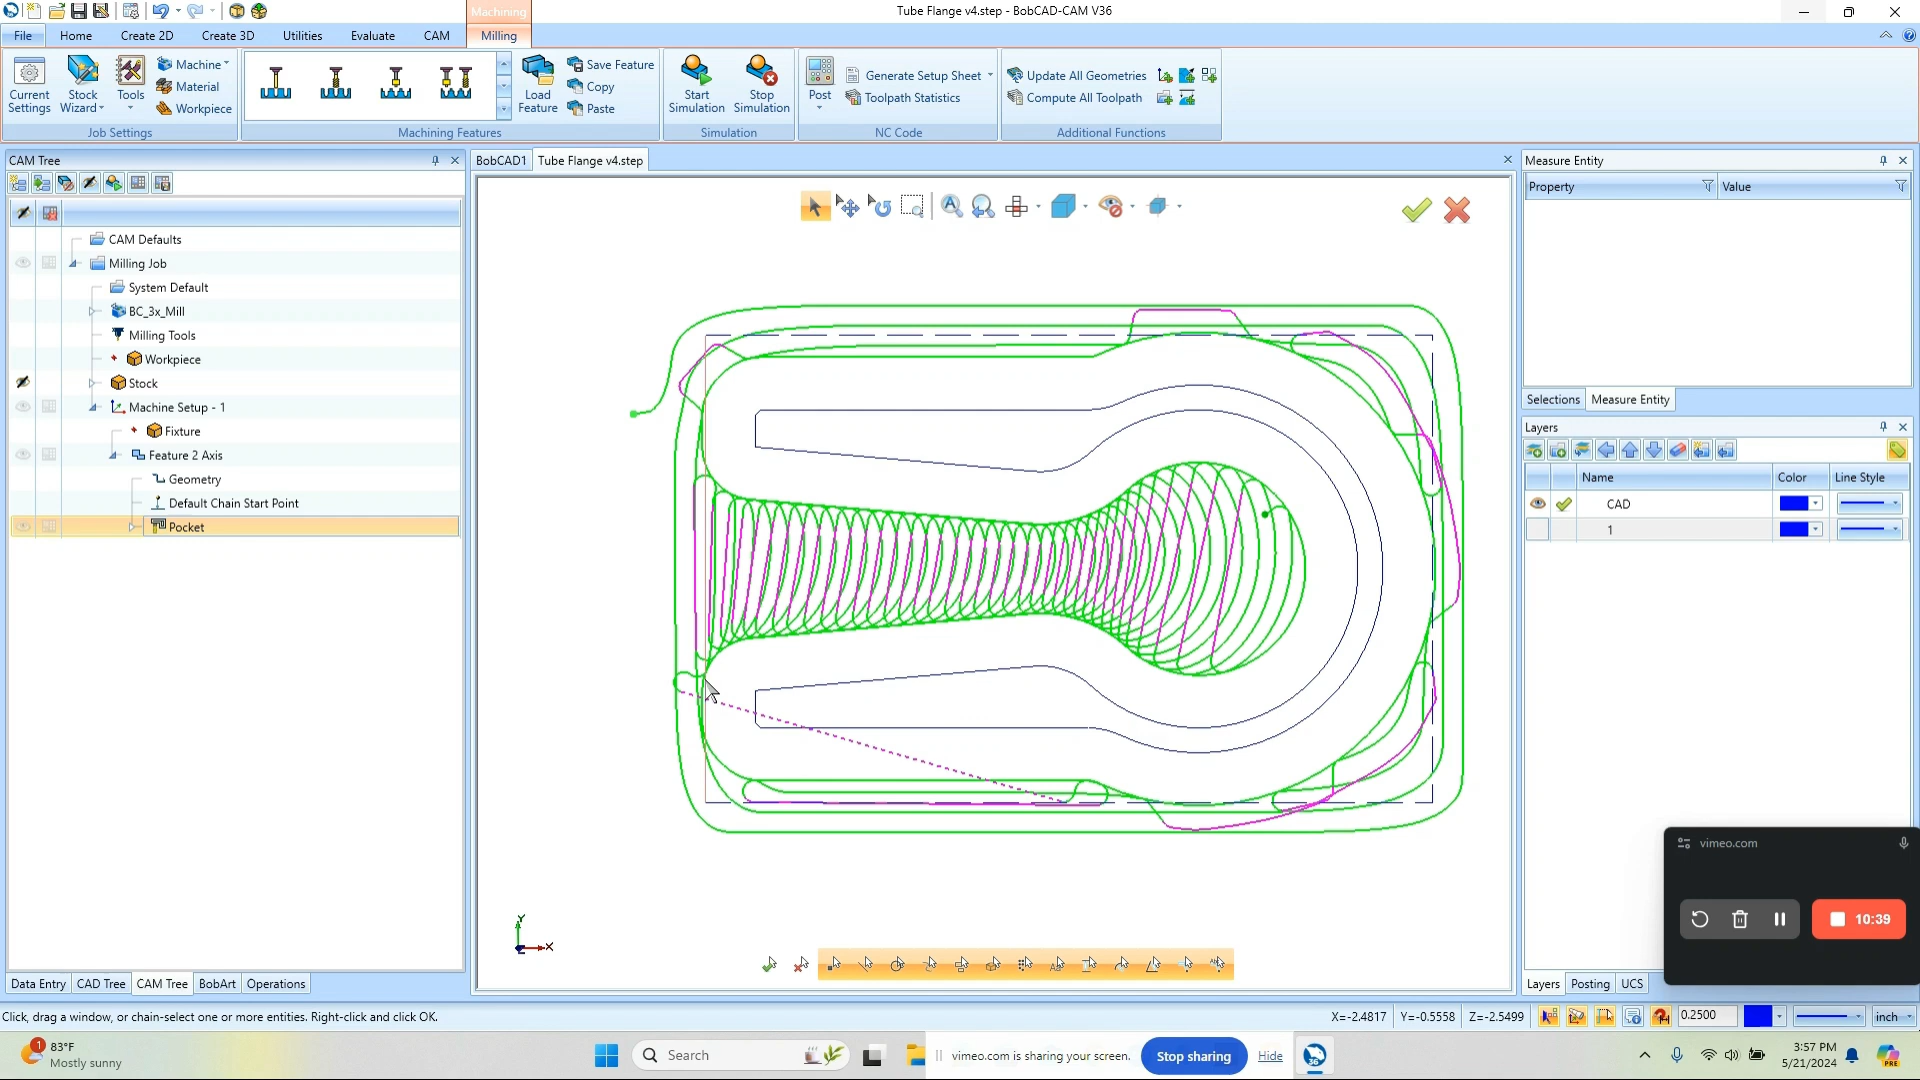 Tube Flange v4.step - BobCAD-CAM V36
Machining
File Home Create 2D Create 3D Utilities Evaluate CAM Milling
Current Settings
Stock Wizard
Tools
Machine
Material
Workpiece
Job Settings
Load Feature
Save Feature
Copy
Paste
Machining Features
Start Simulation
Stop Simulation
Simulation
Post
Generate Setup Sheet
Toolpath Statistics
NC Code
Update All Geometries
Compute All Toolpath
Additional Functions
CAM Tree
BobCAD1 Tube Flange v4.step
CAM Defaults
Milling Job
System Default
BC_3x_Mill
Milling Tools
Workpiece
Stock
Machine Setup - 1
Fixture
Feature 2 Axis
Geometry
Default Chain Start Point
Pocket
Y
X
Measure Entity
Property Value
Selections Measure Entity
Layers
Name Color Line Style
CAD
1
vimeo.com
10:39
Data Entry CAD Tree CAM Tree BobArt Operations
Layers Posting UCS
Click, drag a window, or chain-select one or more entities. Right-click and click OK.
X=-2.4817 Y=-0.5558 Z=-2.5499
0.2500
inch
1
83°F
Mostly sunny
Search
vimeo.com is sharing your screen.
Stop sharing
Hide
36
3:57 PM
5/21/2024
PRE